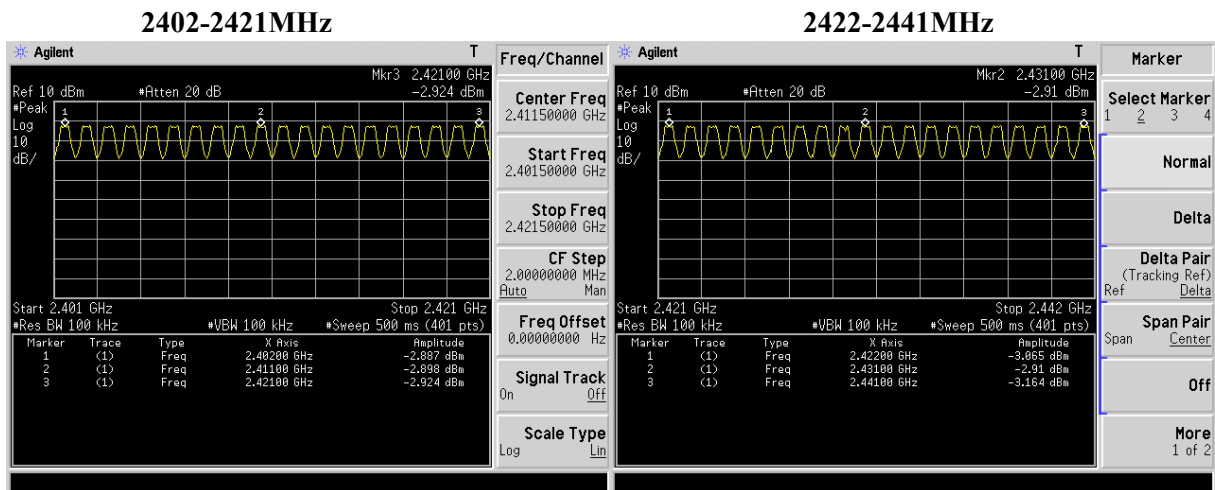 2402-2421MHz
Agilent T
Mkr3 2.42100 GHz
Ref 10 dBm #Atten 20 dB -2.924 dBm
#Peak
Log
10
dB/
1 2 3
Start 2.401 GHz Stop 2.421 GHz
#Res BW 100 kHz #VBW 100 kHz #Sweep 500 ms (401 pts)
Marker Trace Type X Axis Amplitude
1 (1) Freq 2.40200 GHz -2.887 dBm
2 (1) Freq 2.41100 GHz -2.898 dBm
3 (1) Freq 2.42100 GHz -2.924 dBm
Freq/Channel
Center Freq
2.41150000 GHz
Start Freq
2.40150000 GHz
Stop Freq
2.42150000 GHz
CF Step
2.00000000 MHz
Auto Man
Freq Offset
0.00000000 Hz
Signal Track
On Off
Scale Type
Log Lin
2422-2441MHz
Agilent T
Mkr2 2.43100 GHz
Ref 10 dBm #Atten 20 dB -2.91 dBm
#Peak
Log
10
dB/
1 2 3
Start 2.421 GHz Stop 2.442 GHz
#Res BW 100 kHz #VBW 100 kHz #Sweep 500 ms (401 pts)
Marker Trace Type X Axis Amplitude
1 (1) Freq 2.42200 GHz -3.065 dBm
2 (1) Freq 2.43100 GHz -2.91 dBm
3 (1) Freq 2.44100 GHz -3.164 dBm
Marker
Select Marker
1 2 3 4
Normal
Delta
Delta Pair
(Tracking Ref)
Ref Delta
Span Pair
Span Center
Off
More
1 of 2